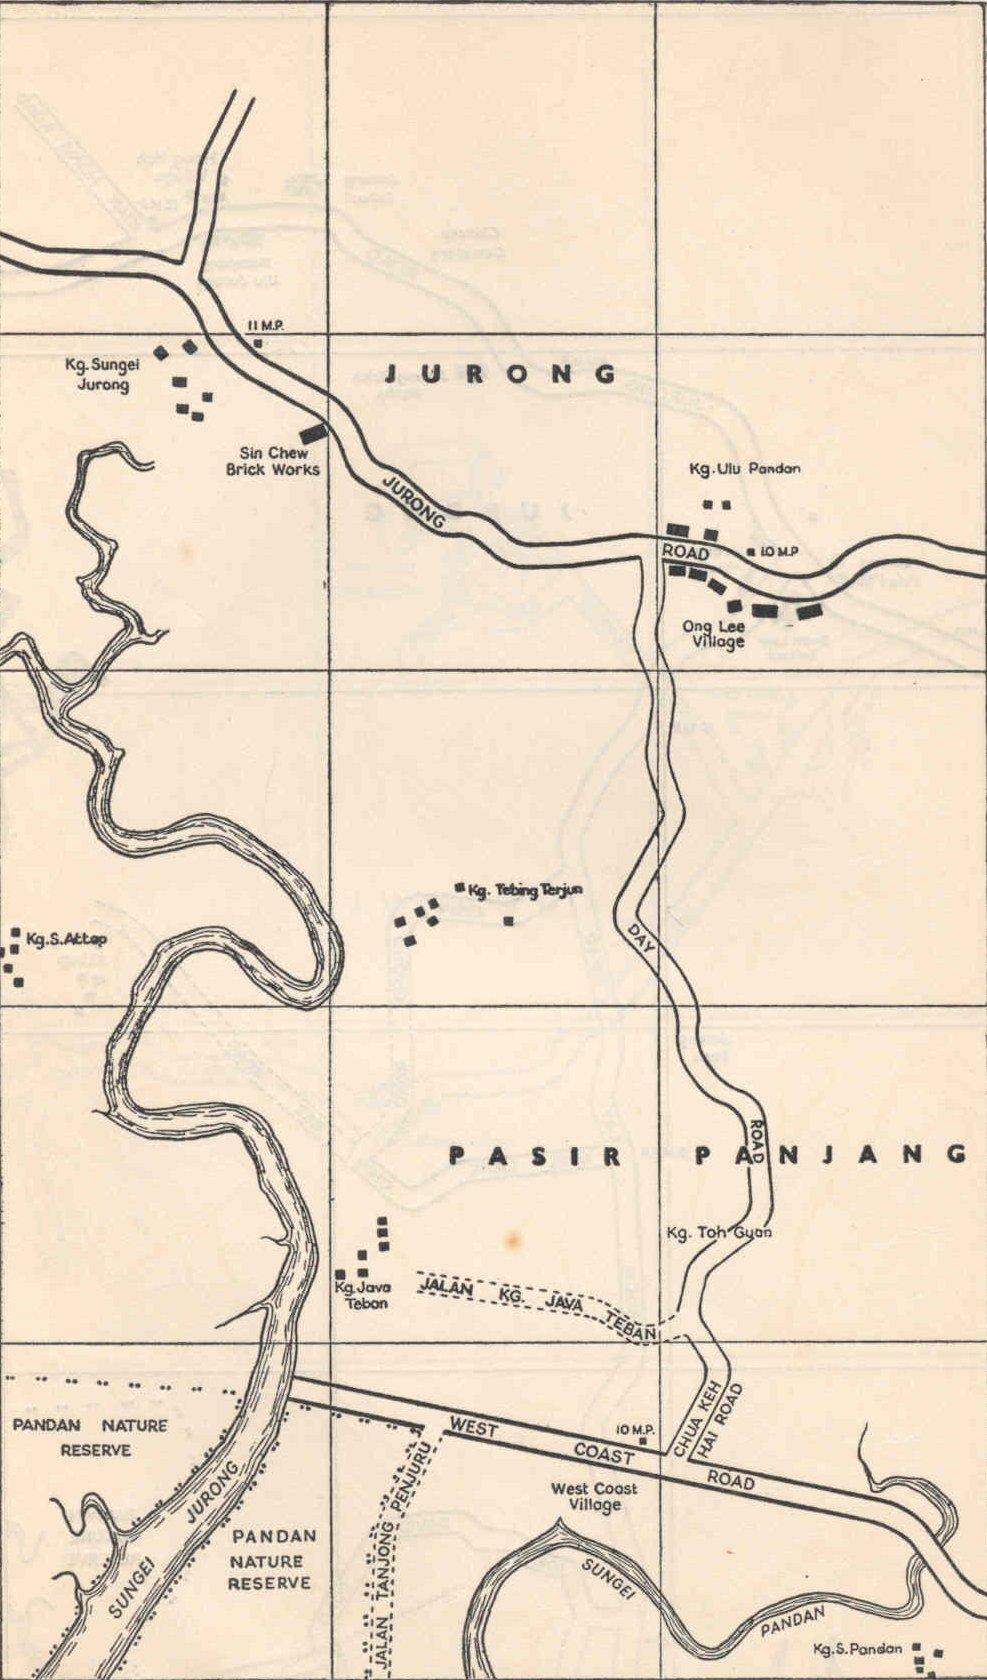 11 M.P.
Kg. Sungei
Jurong
JURONG
Sin Chew
Brick Works
JURONG
Kg. Ulu Pandan
ROAD
10 M.P
Ong Lee
Village
Kg. Tebing Terjun
Kg. S. Attap
DAY
ROAD
PASIR PANJANG
Kg. Toh Guan
Kg. Java
Teban
JALAN KG. JAVA TEBAN
PANDAN NATURE
RESERVE
WEST COAST ROAD
10 M.P.
CHUA KEH
HAI ROAD
West Coast
Village
JALAN TANJONG PENJURU
SUNGEI JURONG
PANDAN
NATURE
RESERVE
SUNGEI PANDAN
Kg. S. Pandan